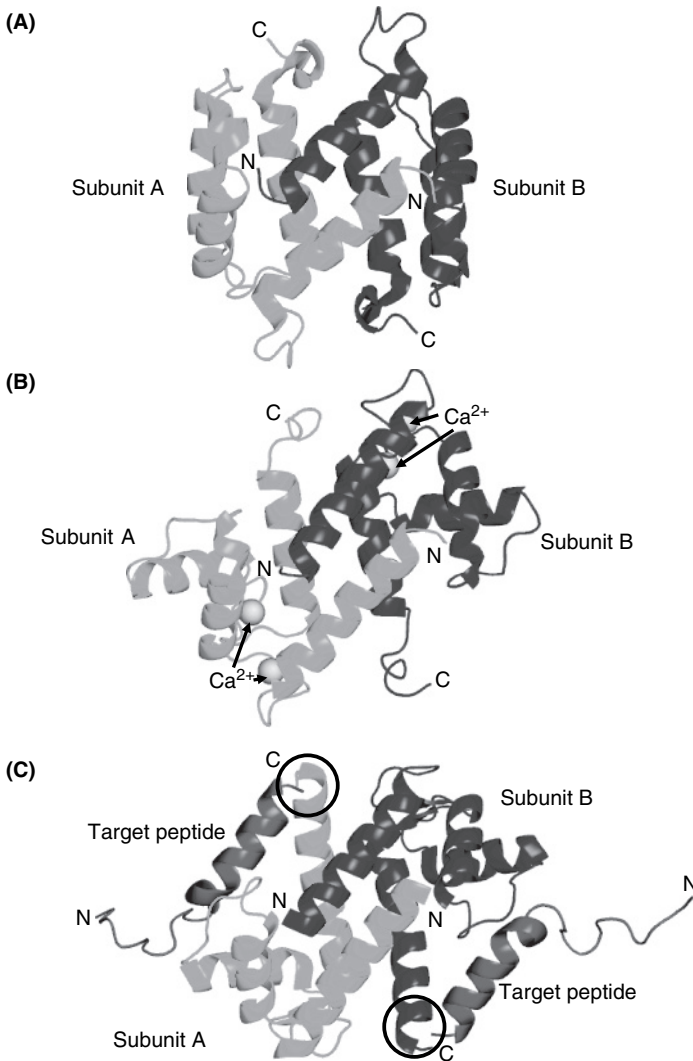 (A)
C
N
Subunit A
Subunit B
N
C
(B)
C
Ca2+
Subunit A
N
N
Subunit B
Ca2+
C
(C)
C
Subunit B
Target peptide
N
N
N
N
Target peptide
Subunit A
C